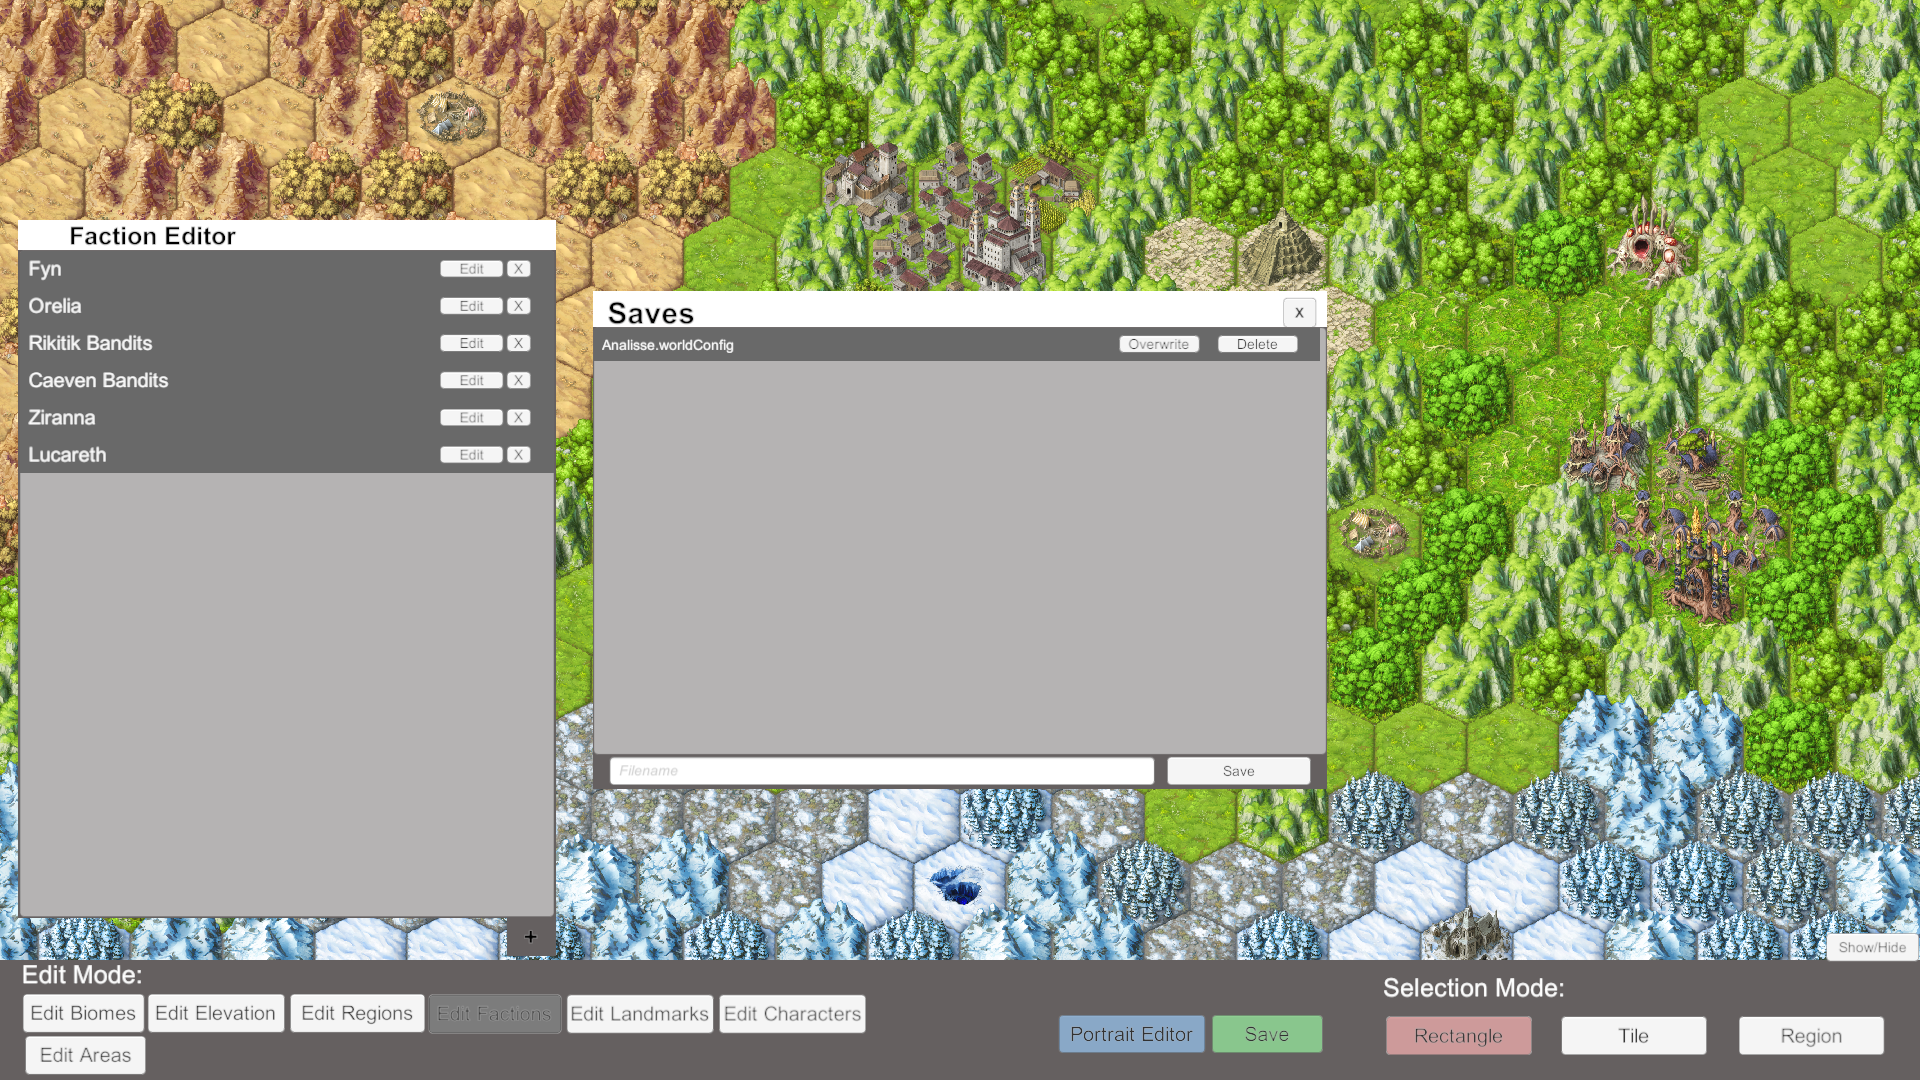 Faction Editor
Fyn Edit X
Orelia Edit X
Rikitik Bandits Edit X
Caeven Bandits Edit X
Ziranna Edit X
Lucareth Edit X
+
Saves X
Analisse.worldConfig Overwrite Delete
Filename Save
Show/Hide
Edit Mode:
Edit Biomes Edit Elevation Edit Regions Edit Factions Edit Landmarks Edit Characters
Edit Areas
Portrait Editor Save
Selection Mode:
Rectangle Tile Region